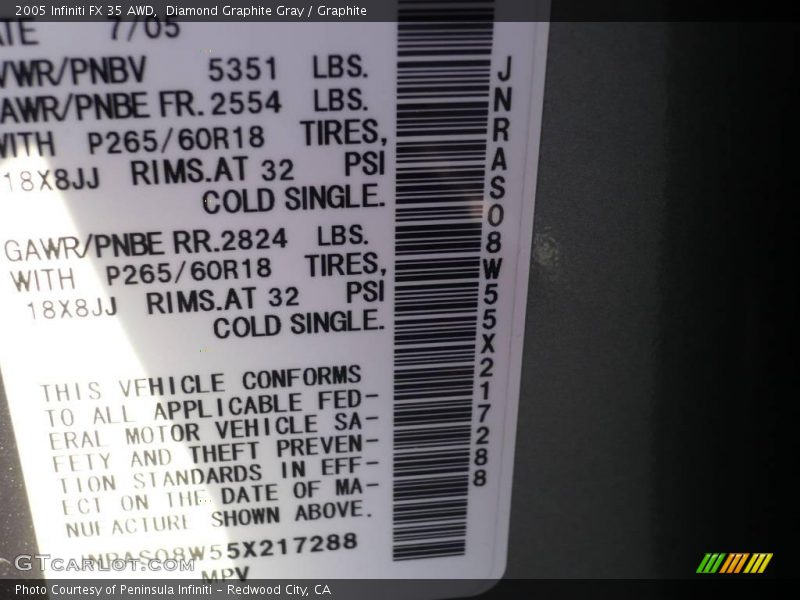 2005 Infiniti FX 35 AWD,  Diamond Graphite Gray / Graphite
ATE 7/05
VWR/PNBV 5351 LBS.
AWR/PNBE FR. 2554 LBS.
WITH P265/60R18 TIRES,
18X8JJ RIMS.AT 32 PSI
COLD SINGLE.
GAWR/PNBE RR. 2824 LBS.
WITH P265/60R18 TIRES,
18X8JJ RIMS.AT 32 PSI
COLD SINGLE.
THIS VEHICLE CONFORMS
TO ALL APPLICABLE FED-
ERAL MOTOR VEHICLE SA-
FETY AND THEFT PREVEN-
TION STANDARDS IN EFF-
ECT ON THE DATE OF MA-
NUFACTURE SHOWN ABOVE.
JNRAS08W55X217288
MPV
JNRAS08W55X217288
GTCarLot.com
Photo Courtesy of Peninsula Infiniti - Redwood City, CA